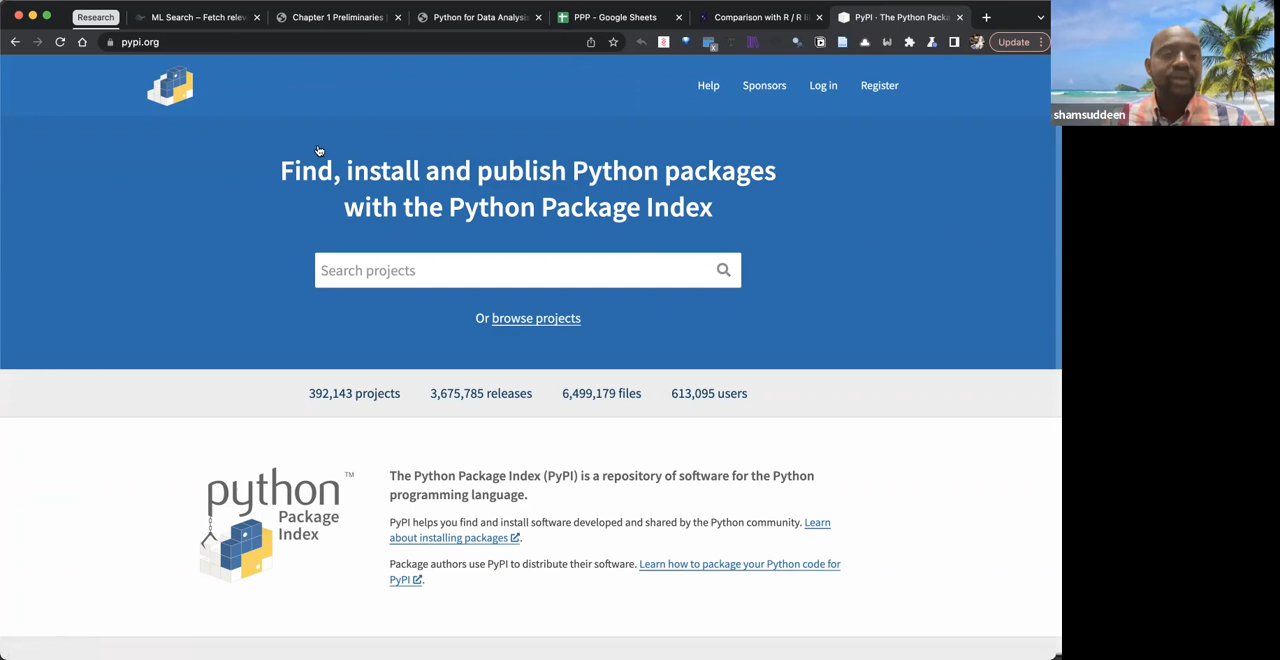 Research
ML Search – Fetch relev
Chapter 1 Preliminaries
Python for Data Analysis
PPP - Google Sheets
Comparison with R / R li
PyPI · The Python Packa
pypi.org
Update
Help
Sponsors
Log in
Register
shamsuddeen
Find, install and publish Python packages
with the Python Package Index
Search projects
Or browse projects
392,143 projects
3,675,785 releases
6,499,179 files
613,095 users
python TM
Package
Index
The Python Package Index (PyPI) is a repository of software for the Python
programming language.
PyPI helps you find and install software developed and shared by the Python community. Learn
about installing packages.
Package authors use PyPI to distribute their software. Learn how to package your Python code for
PyPI.